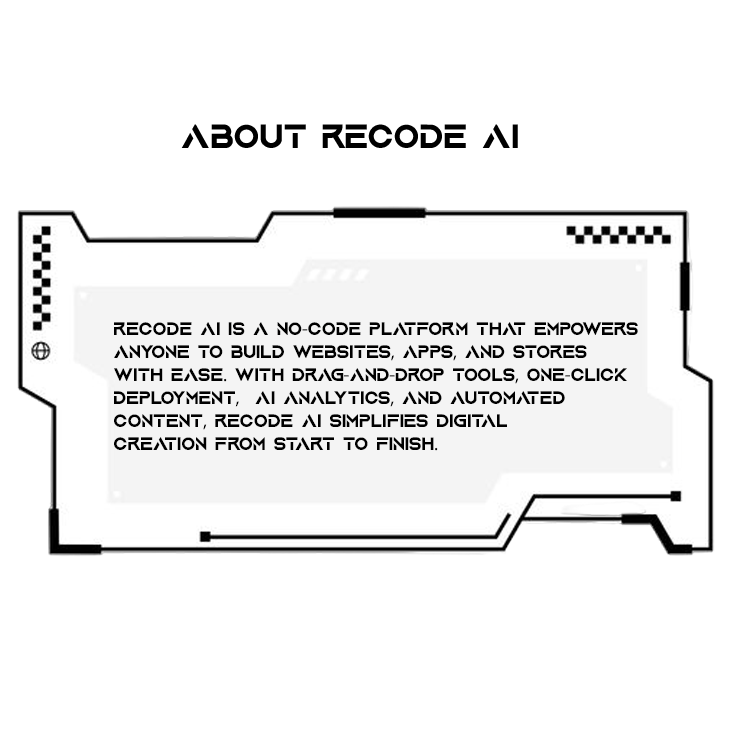 ABOUT RECODE AI
RECODE AI IS A NO-CODE PLATFORM THAT EMPOWERS
ANYONE TO BUILD WEBSITES, APPS, AND STORES
WITH EASE. WITH DRAG-AND-DROP TOOLS, ONE-CLICK
DEPLOYMENT,  AI ANALYTICS, AND AUTOMATED
CONTENT, RECODE AI SIMPLIFIES DIGITAL
CREATION FROM START TO FINISH.